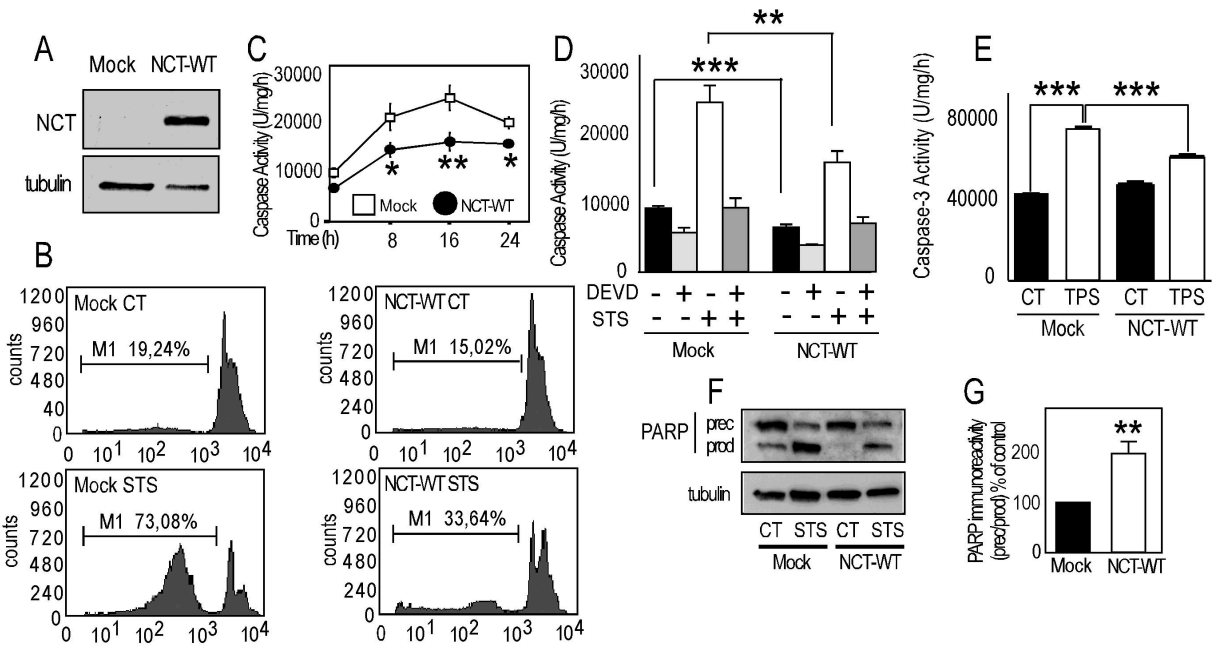 A
Mock NCT-WT
NCT
tubulin
B
1200
960
720
480
40
0
counts
Mock CT
M1 19,24%
0 10¹ 10² 10³ 10⁴
1200
960
720
480
240
0
NCT-WT CT
M1 15,02%
0 10¹ 10² 10³ 10⁴
1200
960
720
480
240
0
counts
Mock STS
M1 73,08%
0 10¹ 10² 10³ 10⁴
1200
960
720
480
240
0
NCT-WT STS
M1 33,64%
0 10¹ 10² 10³ 10⁴
C
Caspase Activity (U/mg/h)
30000
20000
10000
0
* ** *
Mock NCT-WT
Time (h) 8 16 24
D
Caspase Activity (U/mg/h)
30000
20000
10000
0
**
***
DEVD - + - + - + - +
STS - - + + - - + +
Mock NCT-WT
E
Caspase-3 Activity (U/mg/h)
80000
40000
0
*** ***
CT TPS CT TPS
Mock NCT-WT
F
PARP
prec
prod
tubulin
CT STS CT STS
Mock NCT-WT
G
PARP immunoreactivity
(prec/prod) % of control
200
100
0
**
Mock NCT-WT